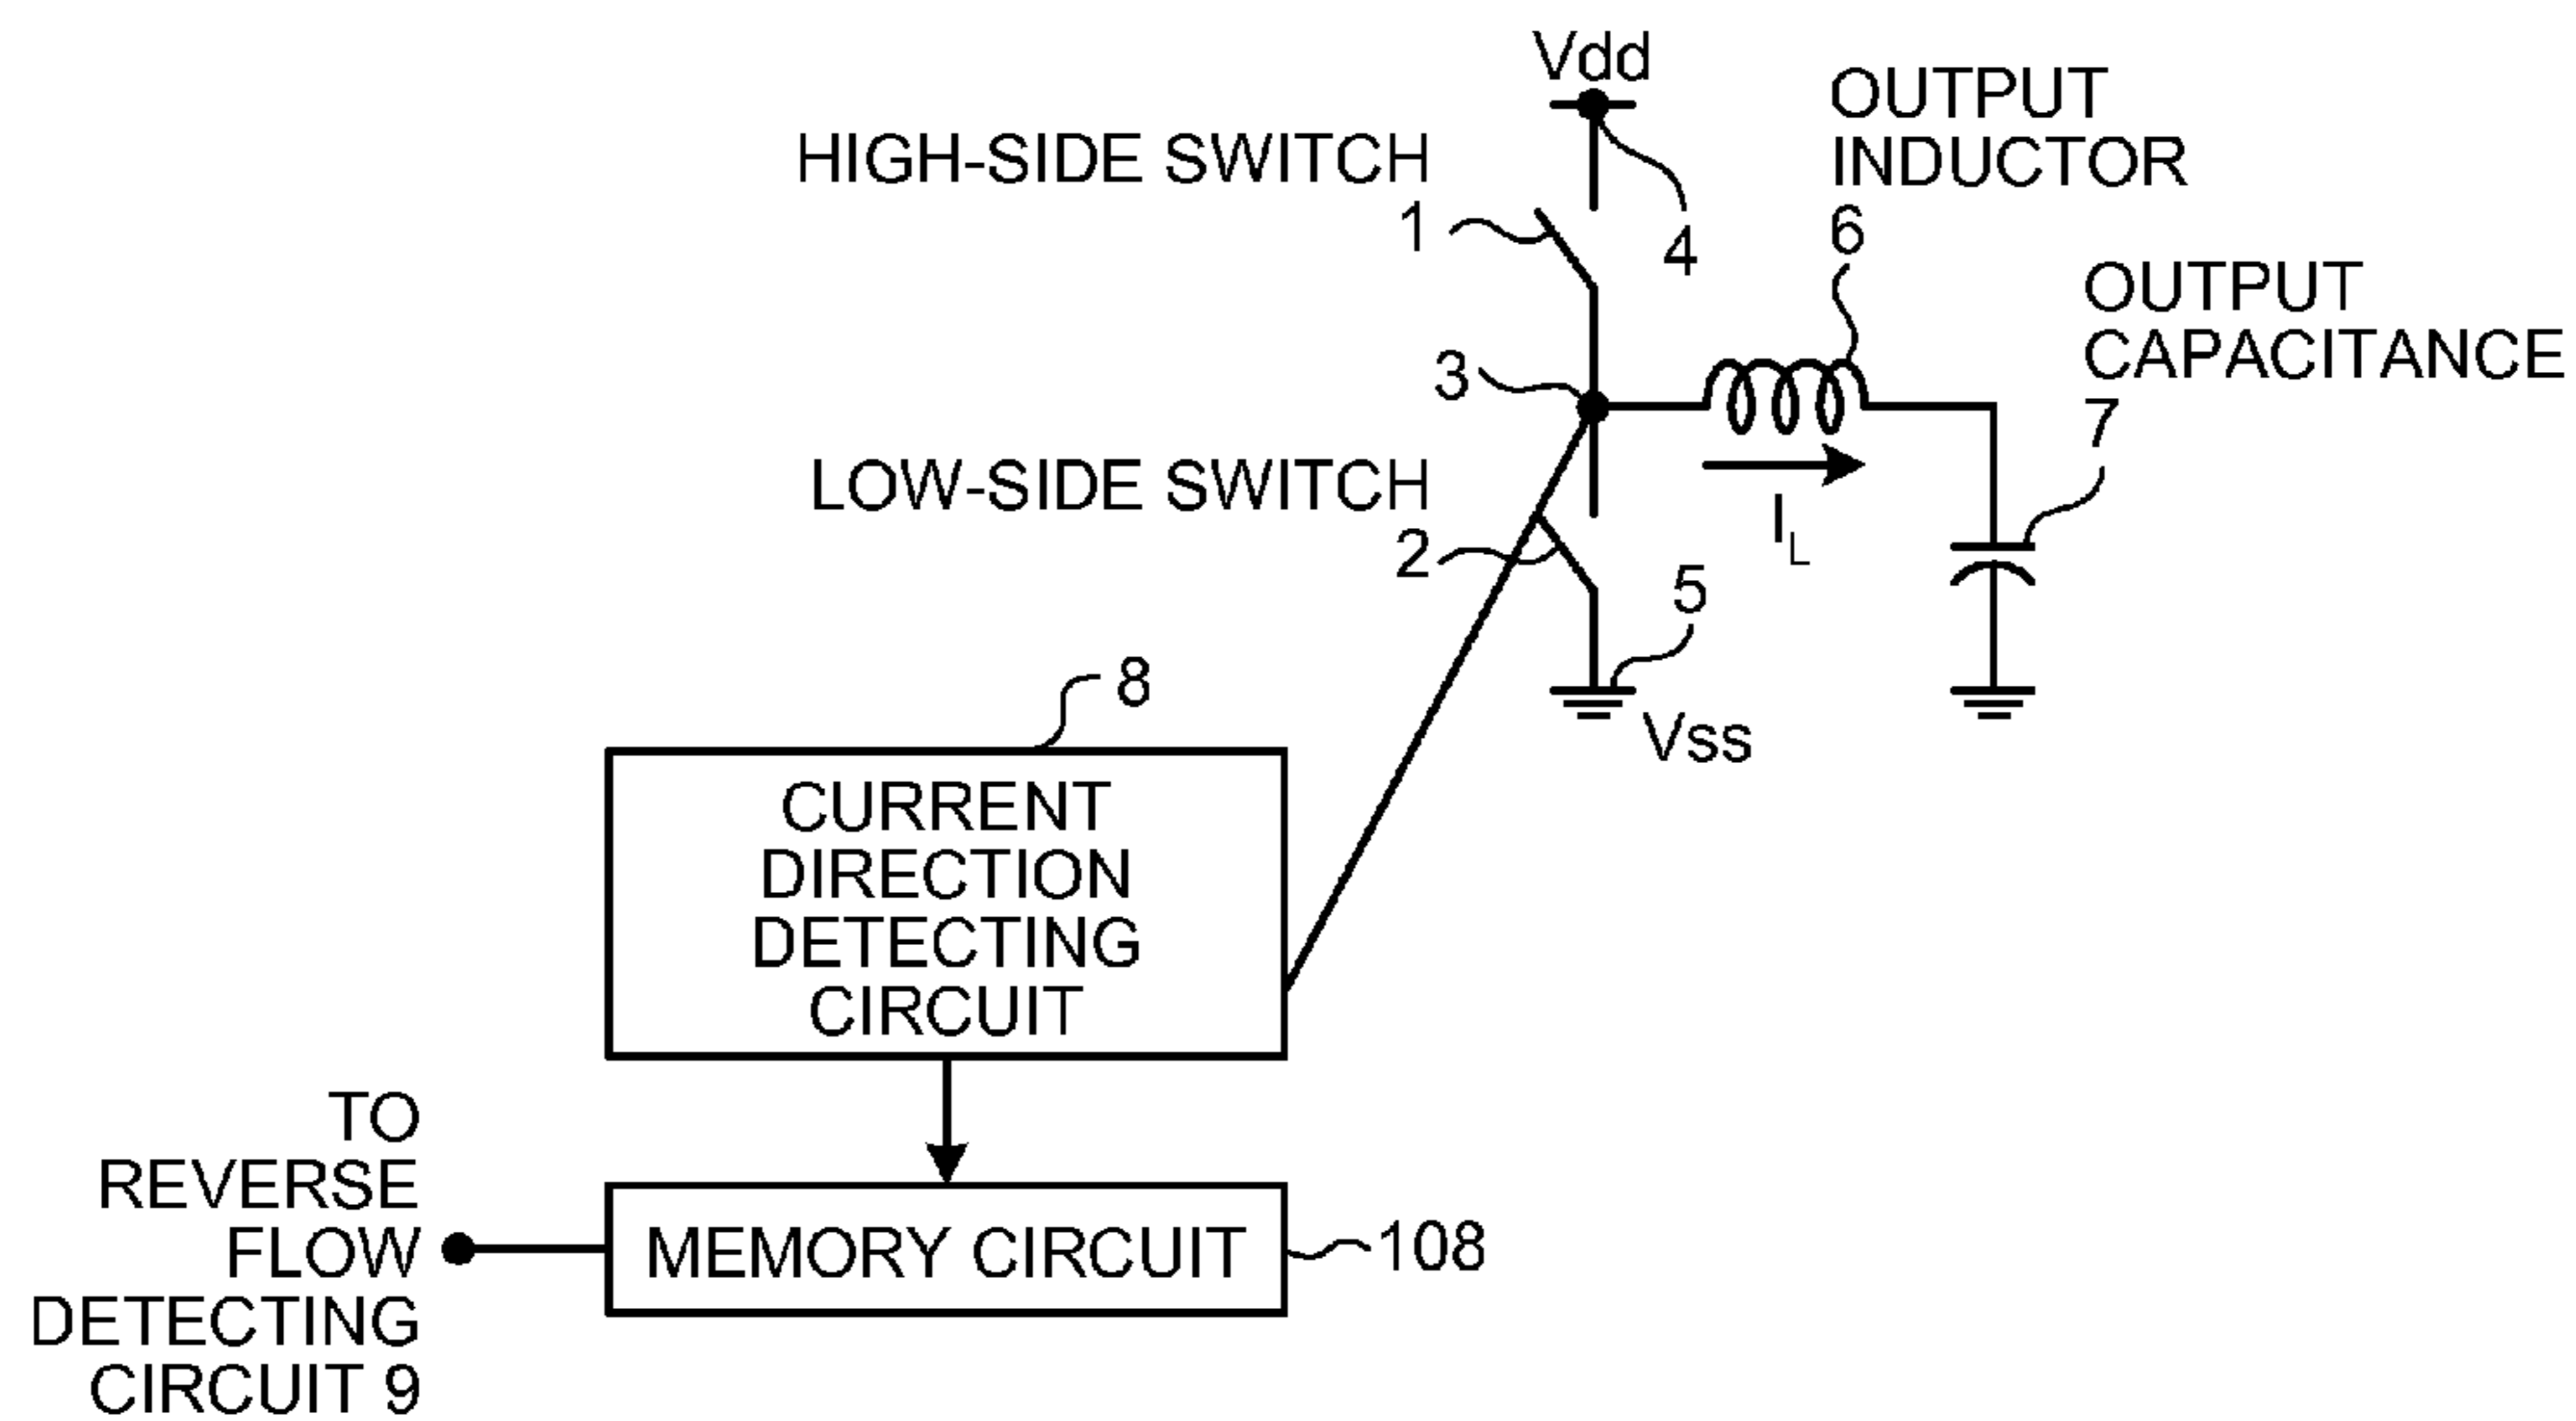 Vdd
HIGH-SIDE SWITCH
1
4
OUTPUT
INDUCTOR
6
OUTPUT
CAPACITANCE
7
3
LOW-SIDE SWITCH
2
IL
5
Vss
8
CURRENT
DIRECTION
DETECTING
CIRCUIT
TO
REVERSE
FLOW
DETECTING
CIRCUIT 9
MEMORY CIRCUIT
108